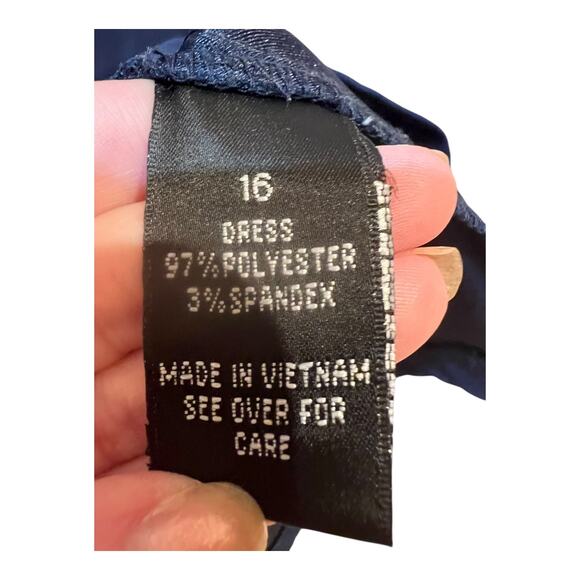 16
DRESS
97%POLYESTER
3%SPANDEX
MADE IN VIETNAM
SEE OVER FOR
CARE